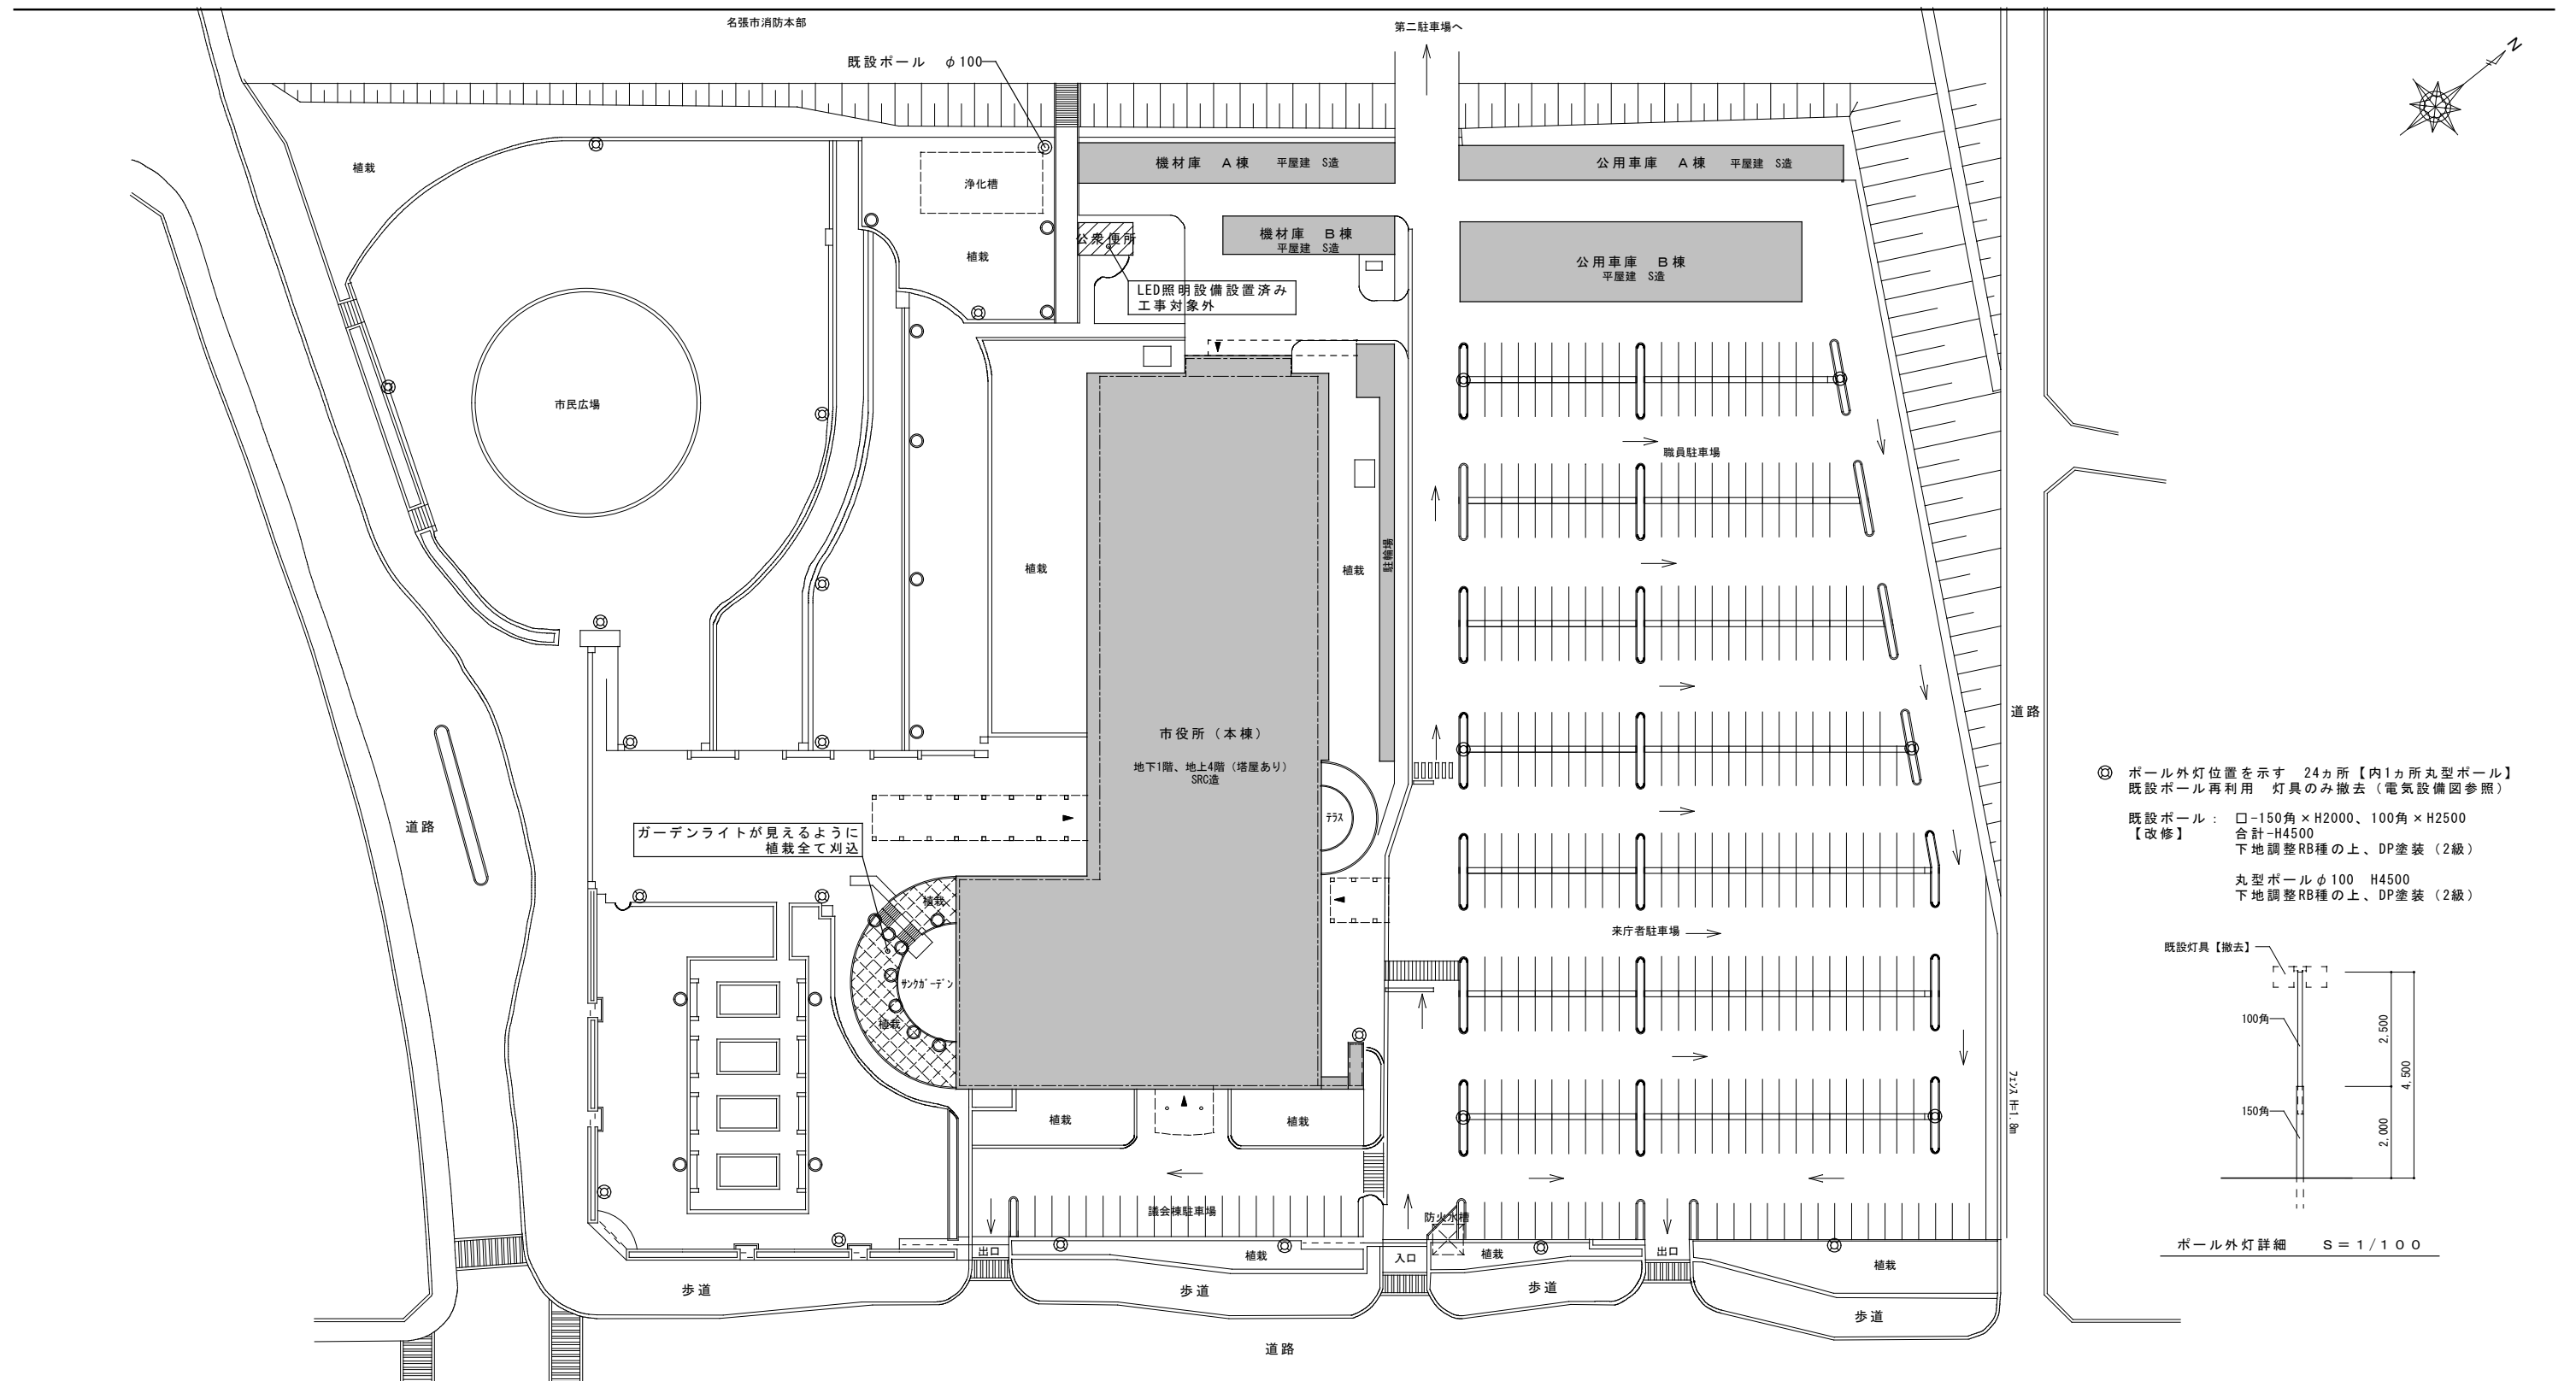 名張市消防本部
第二駐車場へ
N
既設ポール φ100
植栽
浄化槽
機材庫 A棟 平屋建 S造
公用車庫 A棟 平屋建 S造
公衆便所
植栽
機材庫 B棟
平屋建 S造
公用車庫 B棟
平屋建 S造
LED照明設備設置済み
工事対象外
市民広場
職員駐車場
植栽
植栽
駐輪場
道路
市役所（本棟）
地下1階、地上4階（塔屋あり）
SRC造
テラス
道路
ガーデンライトが見えるように
植栽全て刈込
植栽
サンクガーデン
植栽
来庁者駐車場
フェンス H=1.8m
植栽
植栽
議会棟駐車場
防火水槽
出口
植栽
入口
植栽
出口
植栽
歩道
歩道
歩道
歩道
道路
ポール外灯位置を示す 24ヵ所【内1ヵ所丸型ポール】
既設ポール再利用 灯具のみ撤去（電気設備図参照）
既設ポール： □-150角×H2000、100角×H2500
【改修】 合計-H4500
下地調整RB種の上、DP塗装（2級）
丸型ポールφ100 H4500
下地調整RB種の上、DP塗装（2級）
既設灯具【撤去】
100角
2,500
4,500
150角
2,000
ポール外灯詳細 S＝1/100